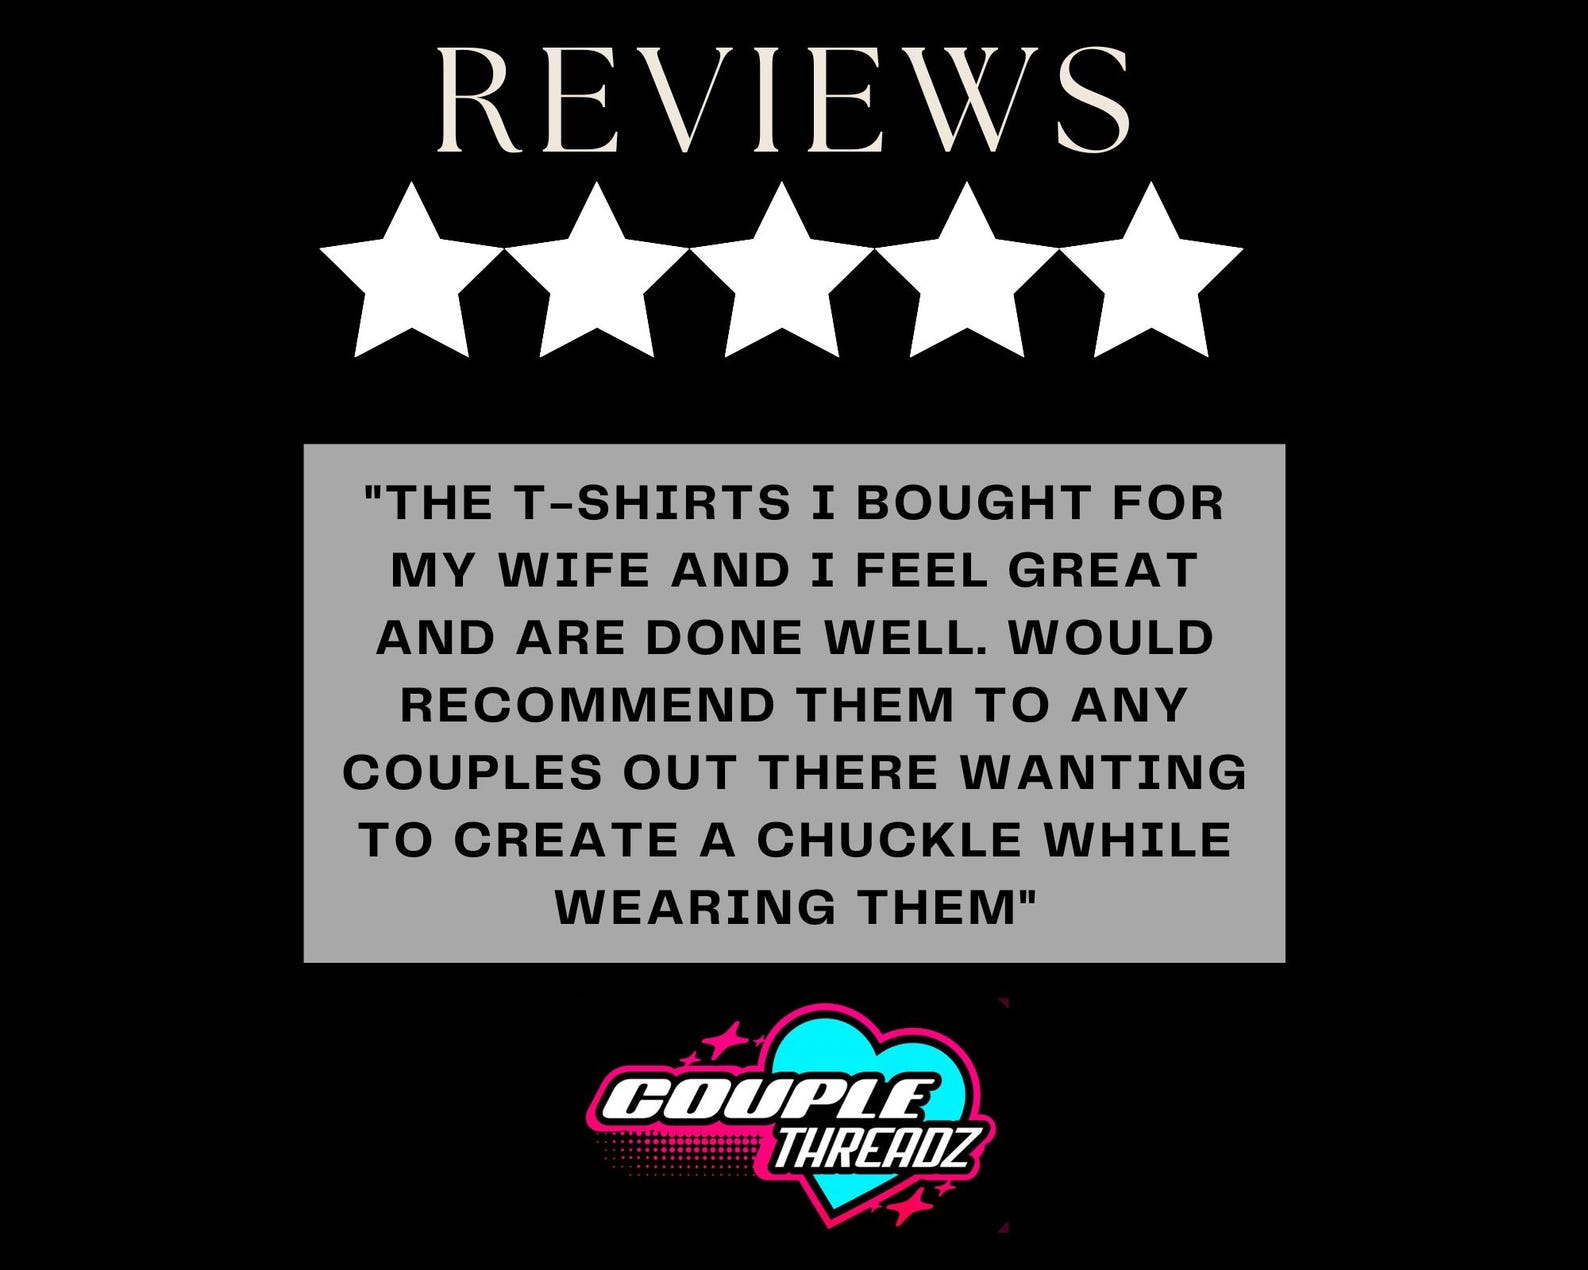 REVIEWS
"THE T-SHIRTS I BOUGHT FOR
MY WIFE AND I FEEL GREAT
AND ARE DONE WELL. WOULD
RECOMMEND THEM TO ANY
COUPLES OUT THERE WANTING
TO CREATE A CHUCKLE WHILE
WEARING THEM"
COUPLE
THREADZ